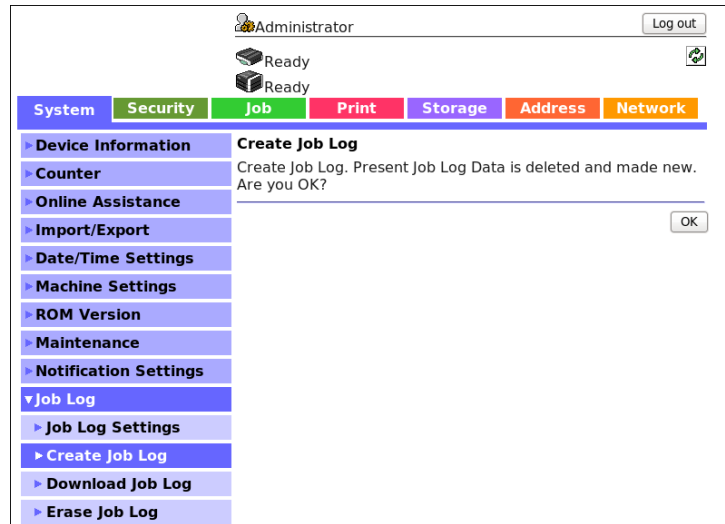 Administrator
Log out
Ready
Ready
System
Security
Job
Print
Storage
Address
Network
Device Information
Counter
Online Assistance
Import/Export
Date/Time Settings
Machine Settings
ROM Version
Maintenance
Notification Settings
Job Log
Job Log Settings
Create Job Log
Download Job Log
Erase Job Log
Create Job Log
Create Job Log. Present Job Log Data is deleted and made new.
Are you OK?
OK